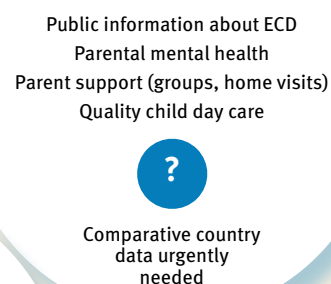 Public information about ECD
Parental mental health
Parent support (groups, home visits)
Quality child day care
?
Comparative country
data urgently
needed